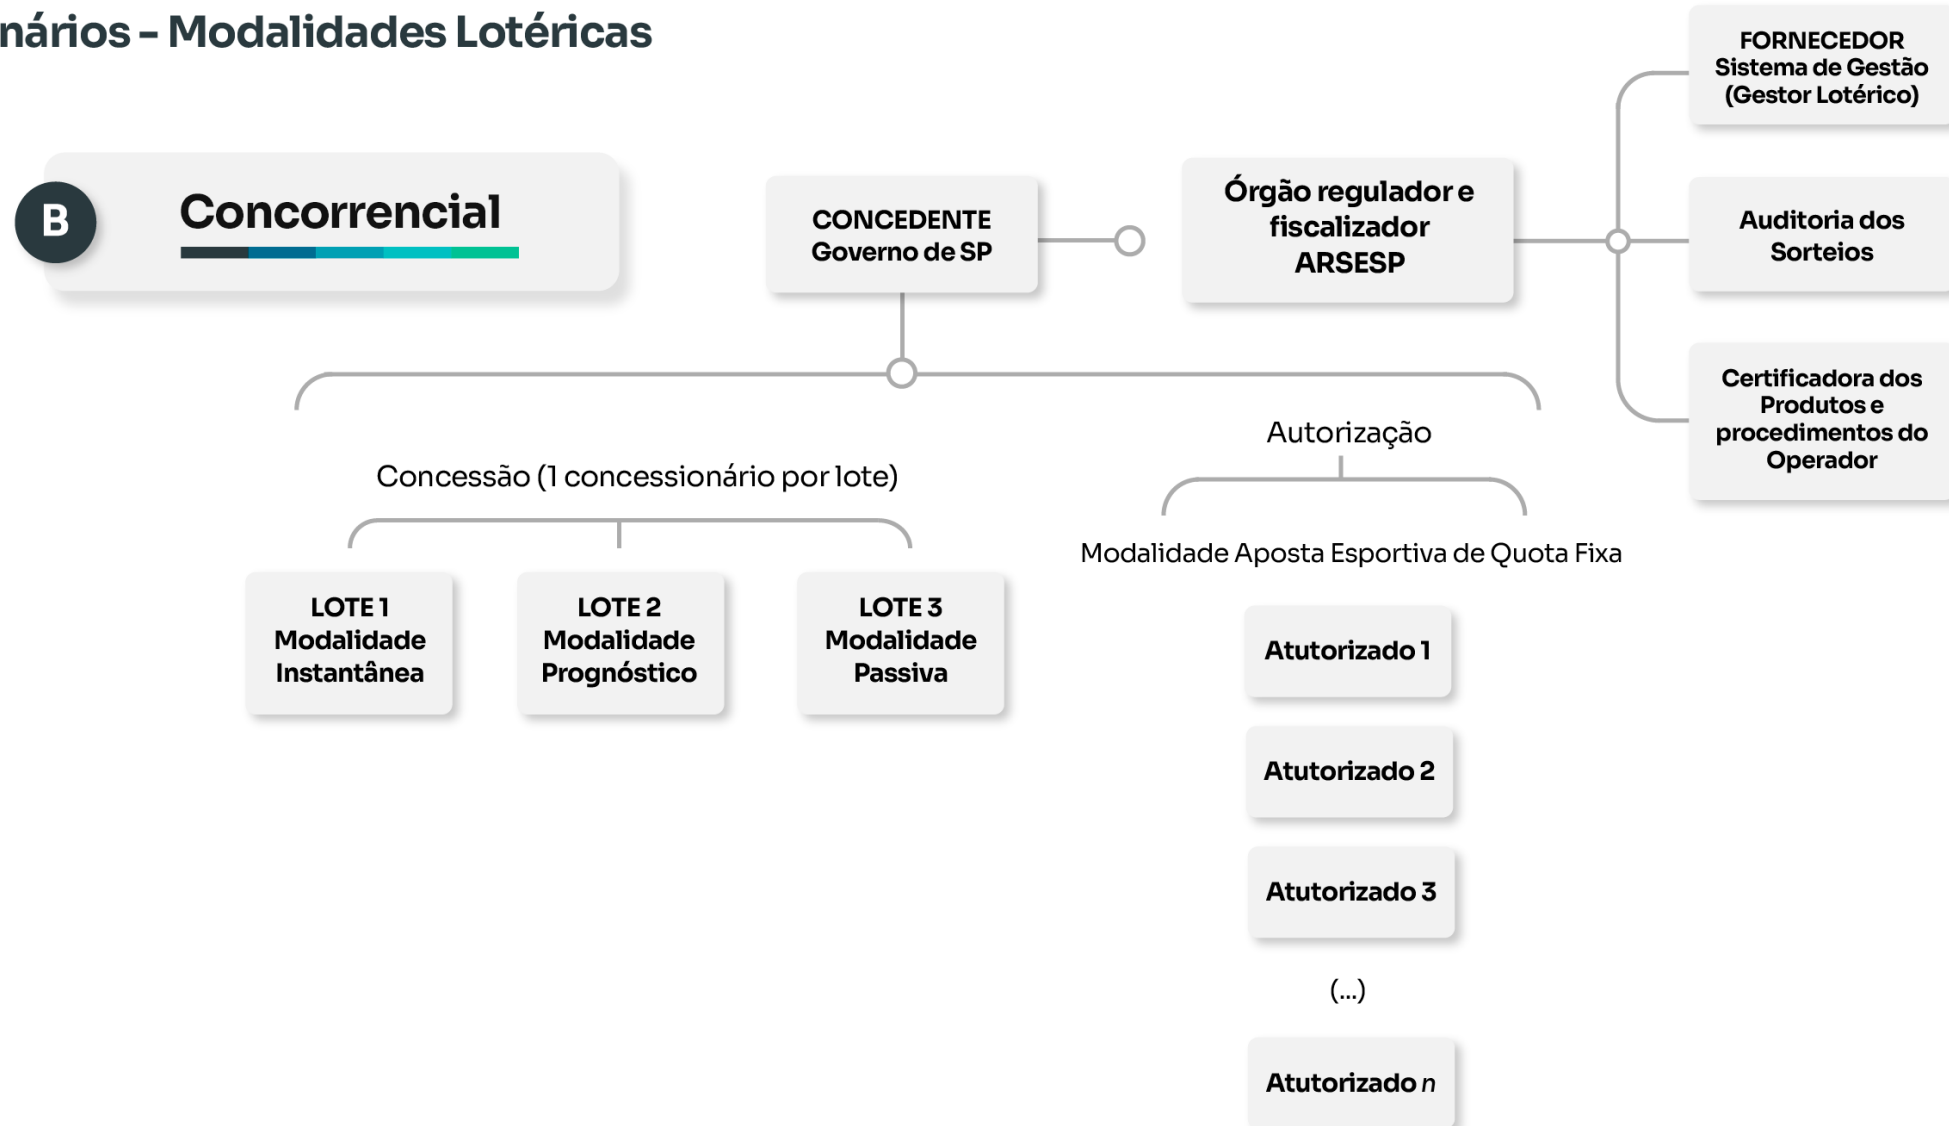 nários – Modalidades Lotéricas
B
Concorrencial
CONCEDENTE
Governo de SP
Órgão regulador e
fiscalizador
ARSESP
FORNECEDOR
Sistema de Gestão
(Gestor Lotérico)
Auditoria dos
Sorteios
Certificadora dos
Produtos e
procedimentos do
Operador
Concessão (1 concessionário por lote)
LOTE 1
Modalidade
Instantânea
LOTE 2
Modalidade
Prognóstico
LOTE 3
Modalidade
Passiva
Autorização
Modalidade Aposta Esportiva de Quota Fixa
Atutorizado 1
Atutorizado 2
Atutorizado 3
(...)
Atutorizado n